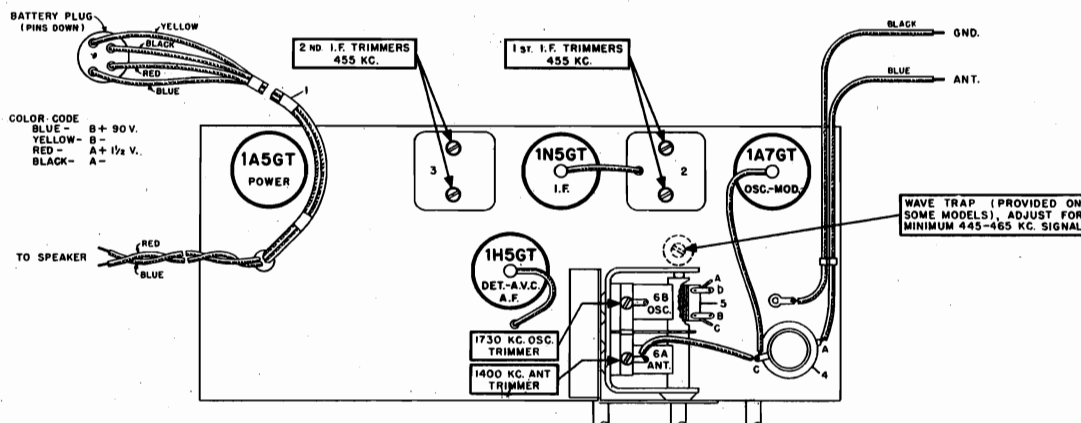 BATTERY PLUG
(PINS DOWN)
YELLOW
BLACK
RED
BLUE
1
COLOR CODE
BLUE - B+ 90 V.
YELLOW- B-
RED - A+ 1½ V.
BLACK- A-
TO SPEAKER
RED
BLUE
1A5GT
POWER
2 ND. I.F. TRIMMERS
455 KC.
3
1 ST. I.F. TRIMMERS
455 KC.
1N5GT
I.F.
2
1A7GT
OSC.-MOD.
BLACK
GND.
BLUE
ANT.
WAVE TRAP (PROVIDED ON
SOME MODELS), ADJUST FOR
MINIMUM 445-465 KC. SIGNAL
1H5GT
DET.-A.V.C.
A.F.
1730 KC. OSC.
TRIMMER
1400 KC. ANT
TRIMMER
6B
OSC.
6A
ANT.
A
D
5
B
C
C
A
4